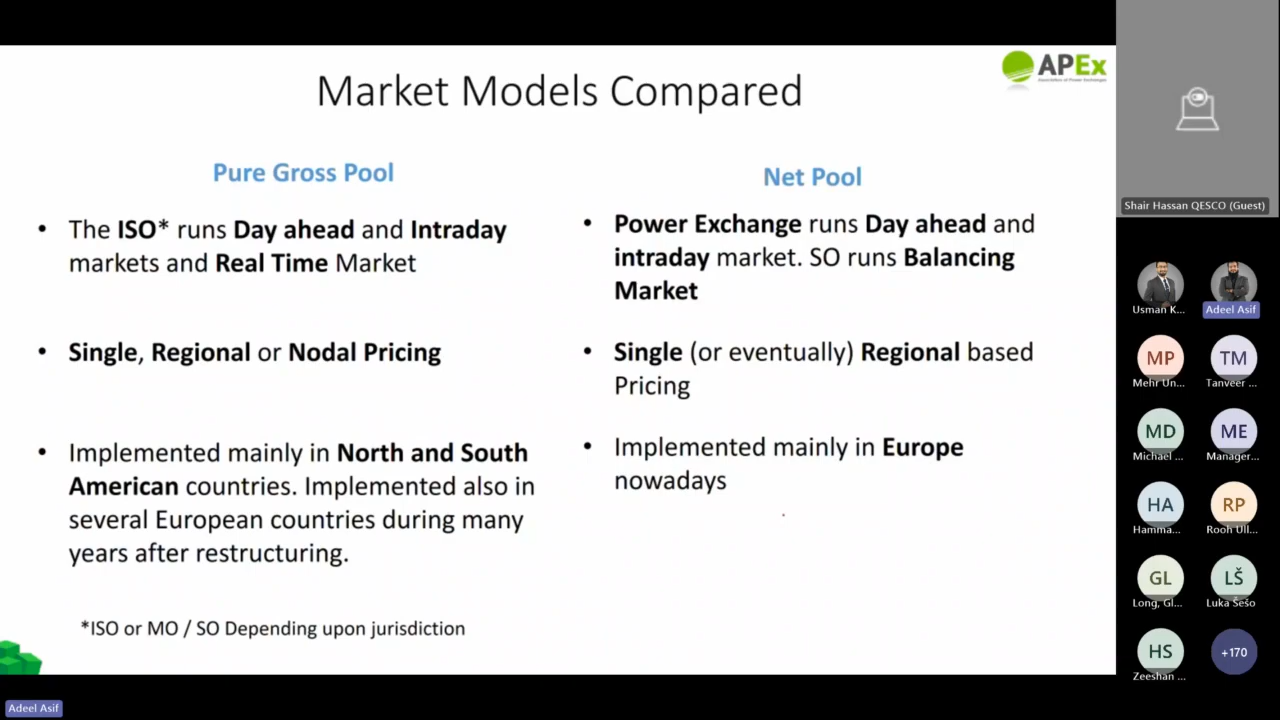 Market Models Compared
APEx
Association of Power Exchanges
Pure Gross Pool
• The ISO* runs Day ahead and Intraday
markets and Real Time Market
• Single, Regional or Nodal Pricing
• Implemented mainly in North and South
American countries. Implemented also in
several European countries during many
years after restructuring.
*ISO or MO / SO Depending upon jurisdiction
Net Pool
• Power Exchange runs Day ahead and
intraday market. SO runs Balancing
Market
• Single (or eventually) Regional based
Pricing
• Implemented mainly in Europe
nowadays
Adeel Asif
Shair Hassan QESCO (Guest)
Usman K...
Adeel Asif
MP
Mehr Un...
TM
Tanveer ...
MD
Michael ...
ME
Manager...
HA
Hamma...
RP
Rooh Ull...
GL
Long, Gl...
LŠ
Luka Šešo
HS
Zeeshan ...
+170